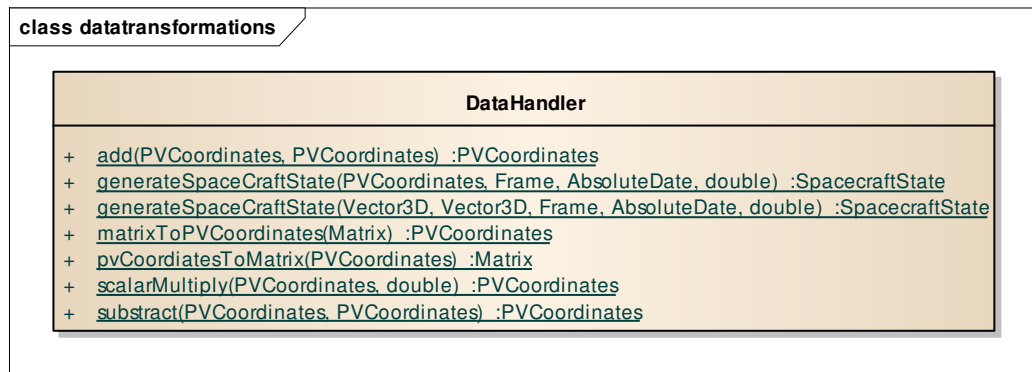 class datatransformations
DataHandler
+ add(PVCoordinates, PVCoordinates) :PVCoordinates
+ generateSpaceCraftState(PVCoordinates, Frame, AbsoluteDate, double) :SpacecraftState
+ generateSpaceCraftState(Vector3D, Vector3D, Frame, AbsoluteDate, double) :SpacecraftState
+ matrixToPVCoordinates(Matrix) :PVCoordinates
+ pvCoordiatesToMatrix(PVCoordinates) :Matrix
+ scalarMultiply(PVCoordinates, double) :PVCoordinates
+ substract(PVCoordinates, PVCoordinates) :PVCoordinates